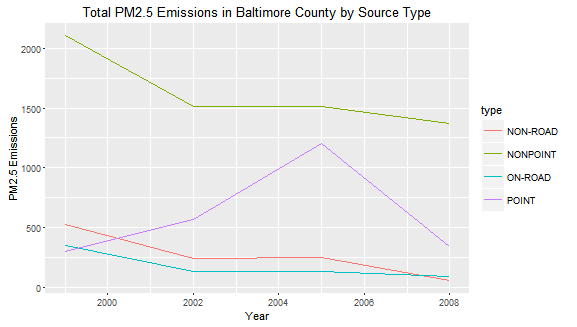 Total PM2.5 Emissions in Baltimore County by Source Type
2000
1500
1000
500
0
PM2.5 Emissions
2000
2002
2004
2006
2008
Year
type
NON-ROAD
NONPOINT
ON-ROAD
POINT